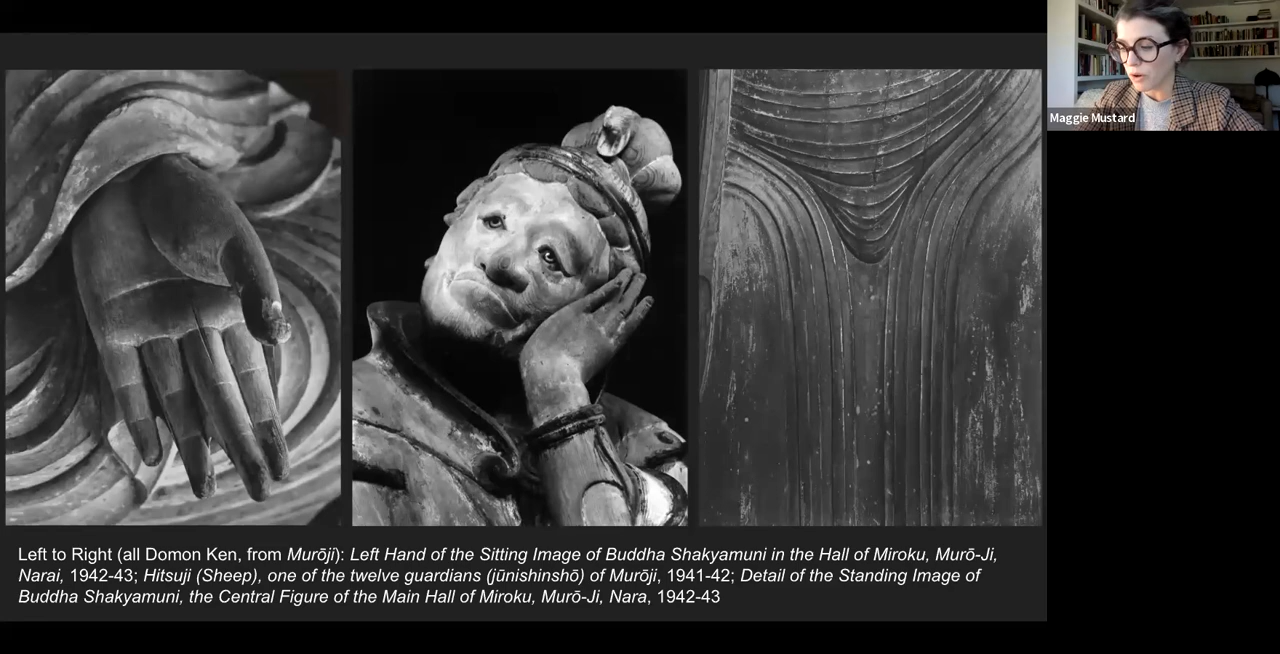 Maggie Mustard
Left to Right (all Domon Ken, from Murōji): Left Hand of the Sitting Image of Buddha Shakyamuni in the Hall of Miroku, Murō-Ji,
Narai, 1942-43; Hitsuji (Sheep), one of the twelve guardians (jūnishinshō) of Murōji, 1941-42; Detail of the Standing Image of
Buddha Shakyamuni, the Central Figure of the Main Hall of Miroku, Murō-Ji, Nara, 1942-43